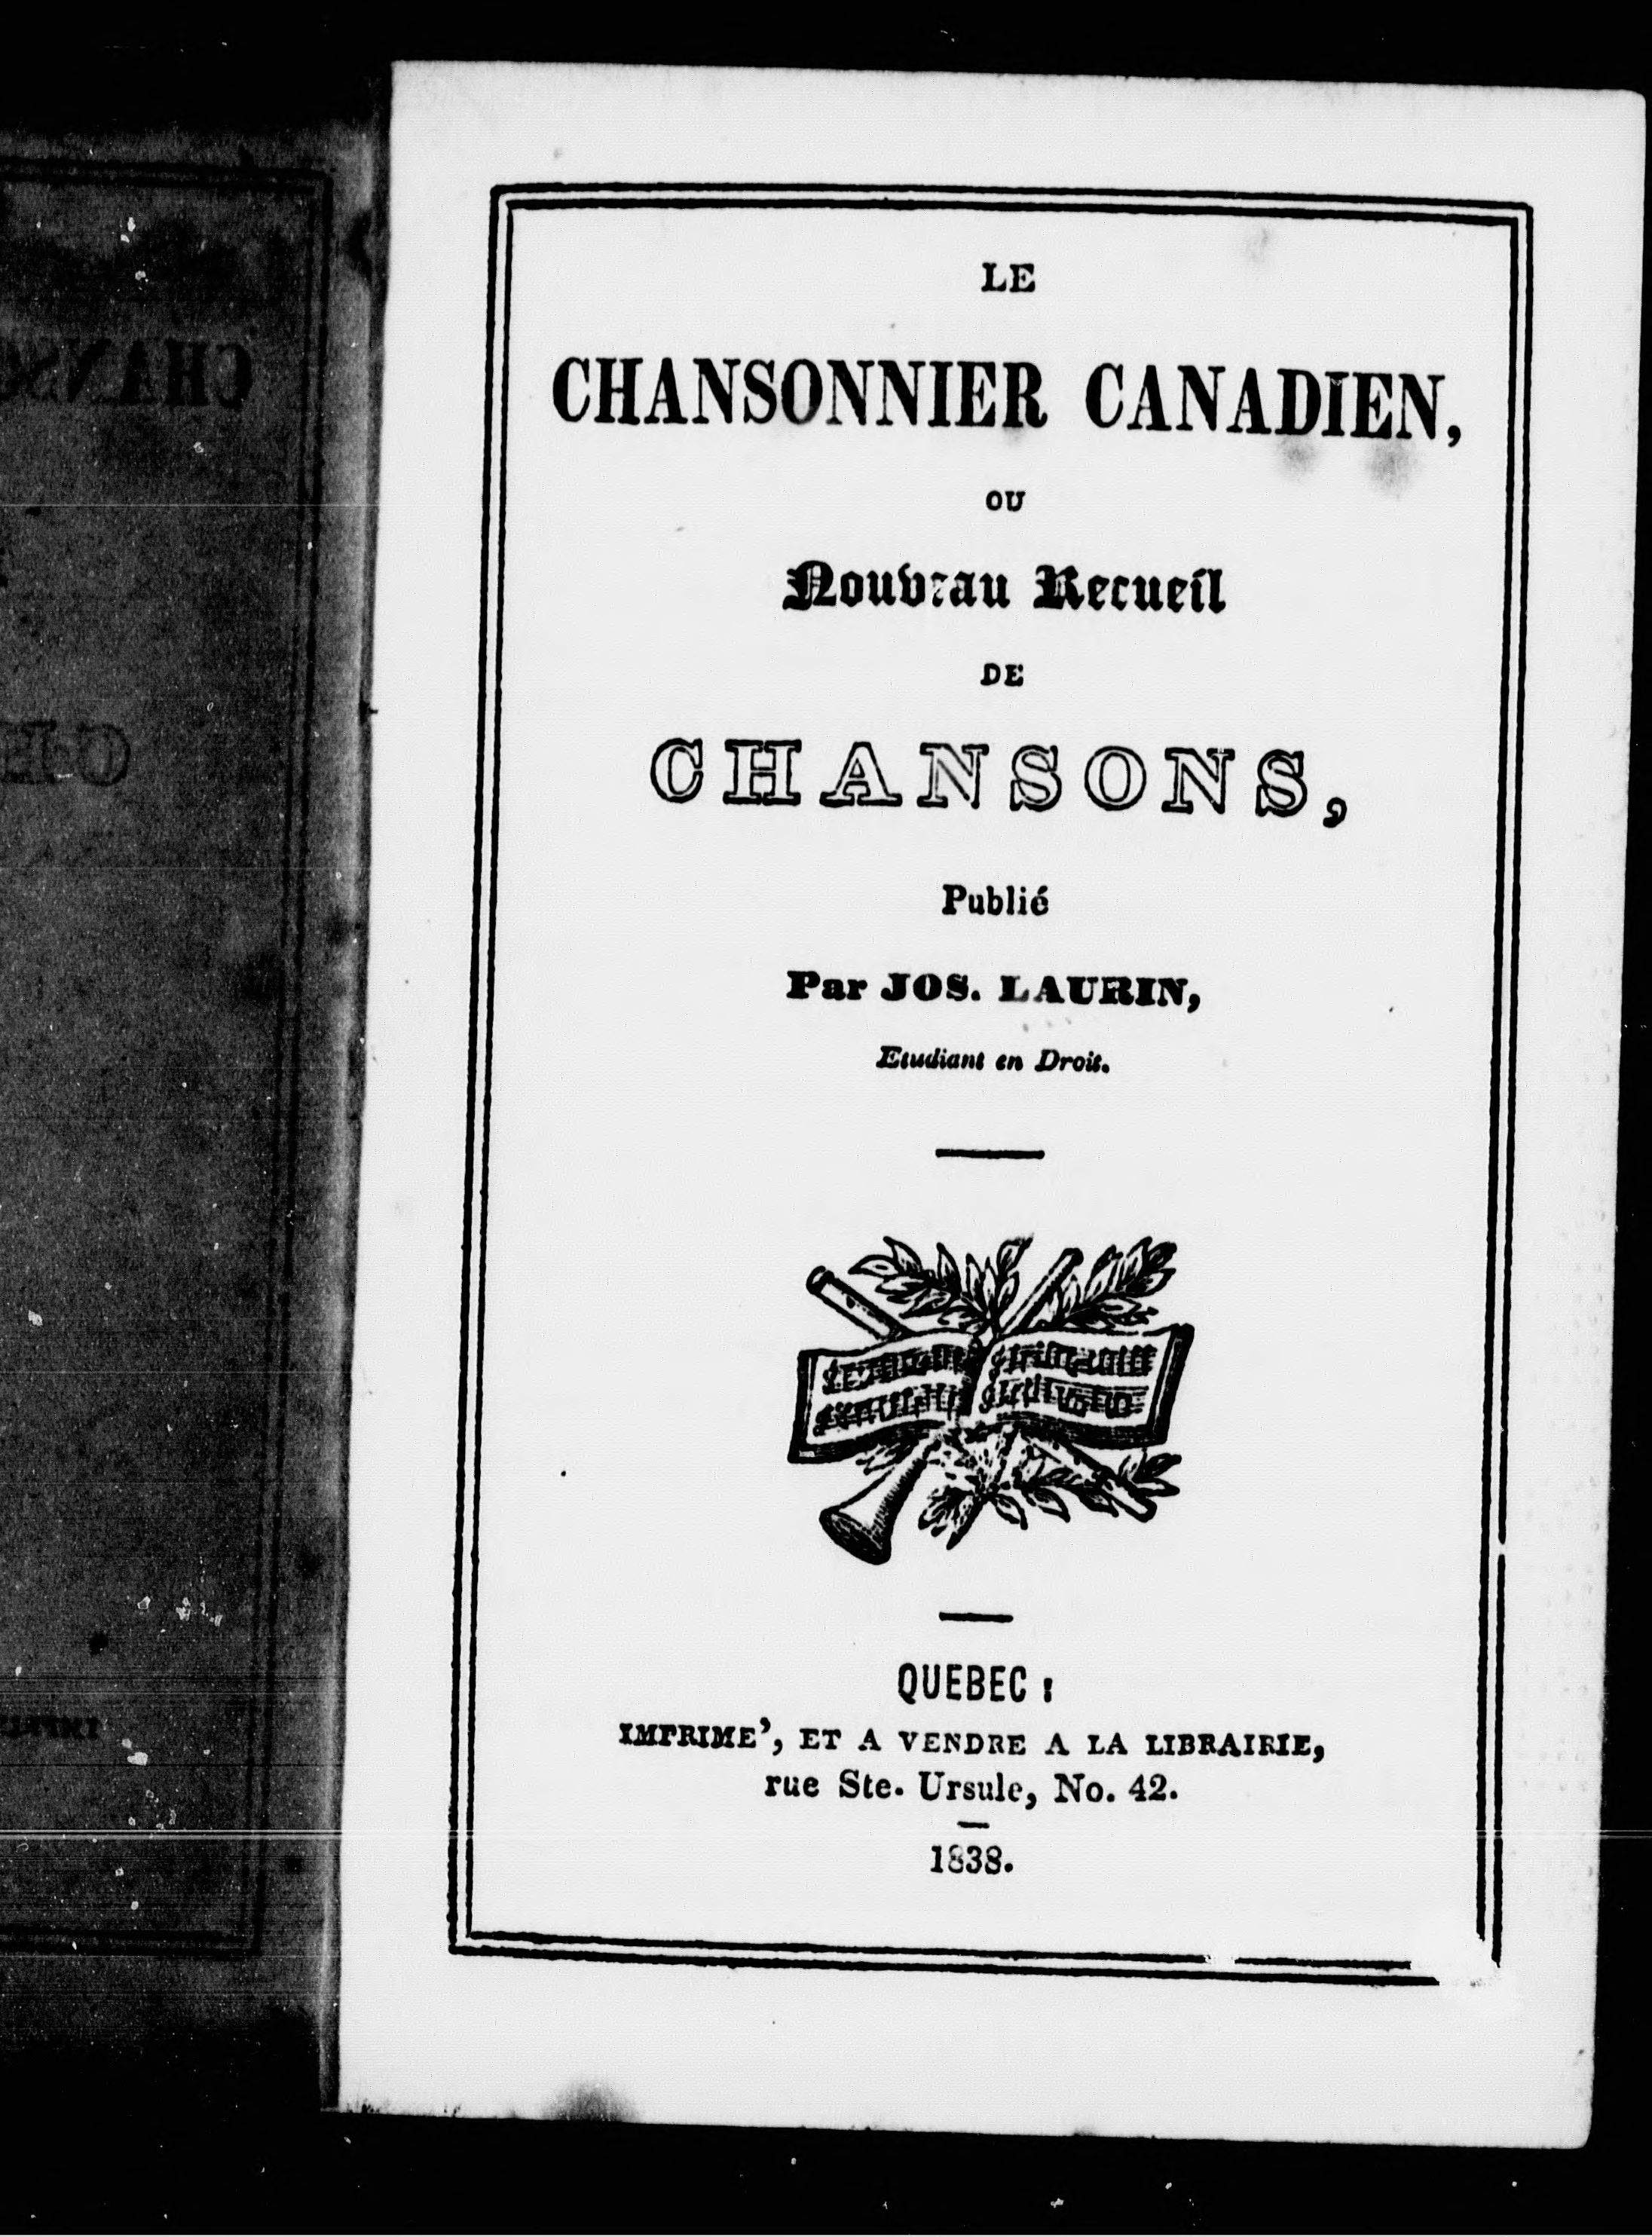 LE
CHANSONNIER CANADIEN,
OU
Nouveau Recueil
DE
CHANSONS,
Publié
Par JOS. LAURIN,
Etudiant en Droit.
QUEBEC :
IMPRIME', ET A VENDRE A LA LIBRAIRIE,
rue Ste. Ursule, No. 42.
1838.